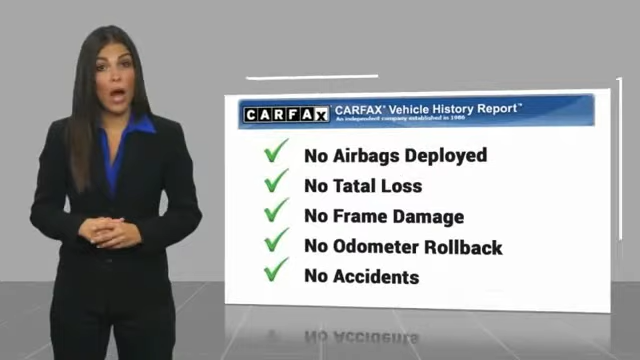 CARFAX CARFAX® Vehicle History Report™
An independent company established in 1986
No Airbags Deployed
No Tatal Loss
No Frame Damage
No Odometer Rollback
No Accidents